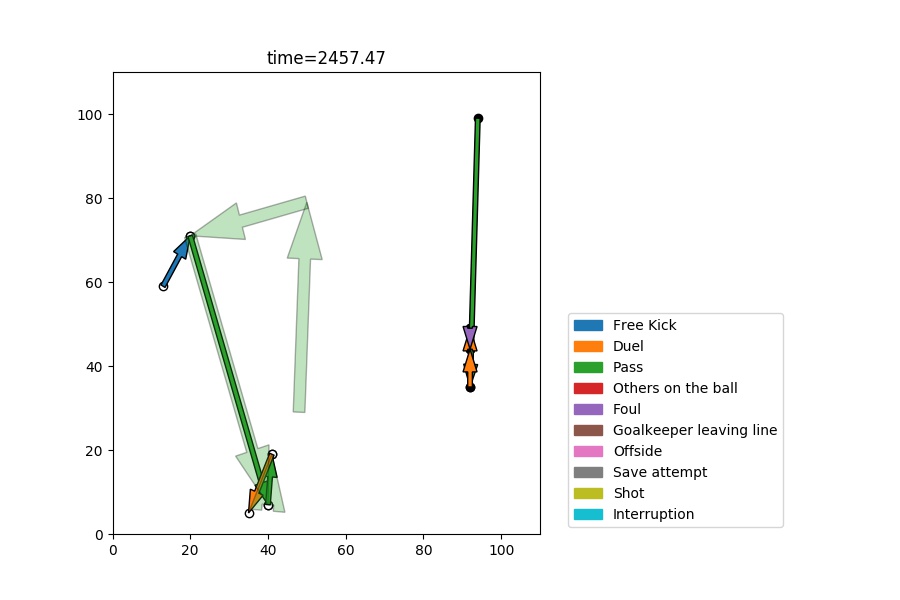 time=2457.47
100
80
60
40
20
0
0 20 40 60 80 100
Free Kick
Duel
Pass
Others on the ball
Foul
Goalkeeper leaving line
Offside
Save attempt
Shot
Interruption